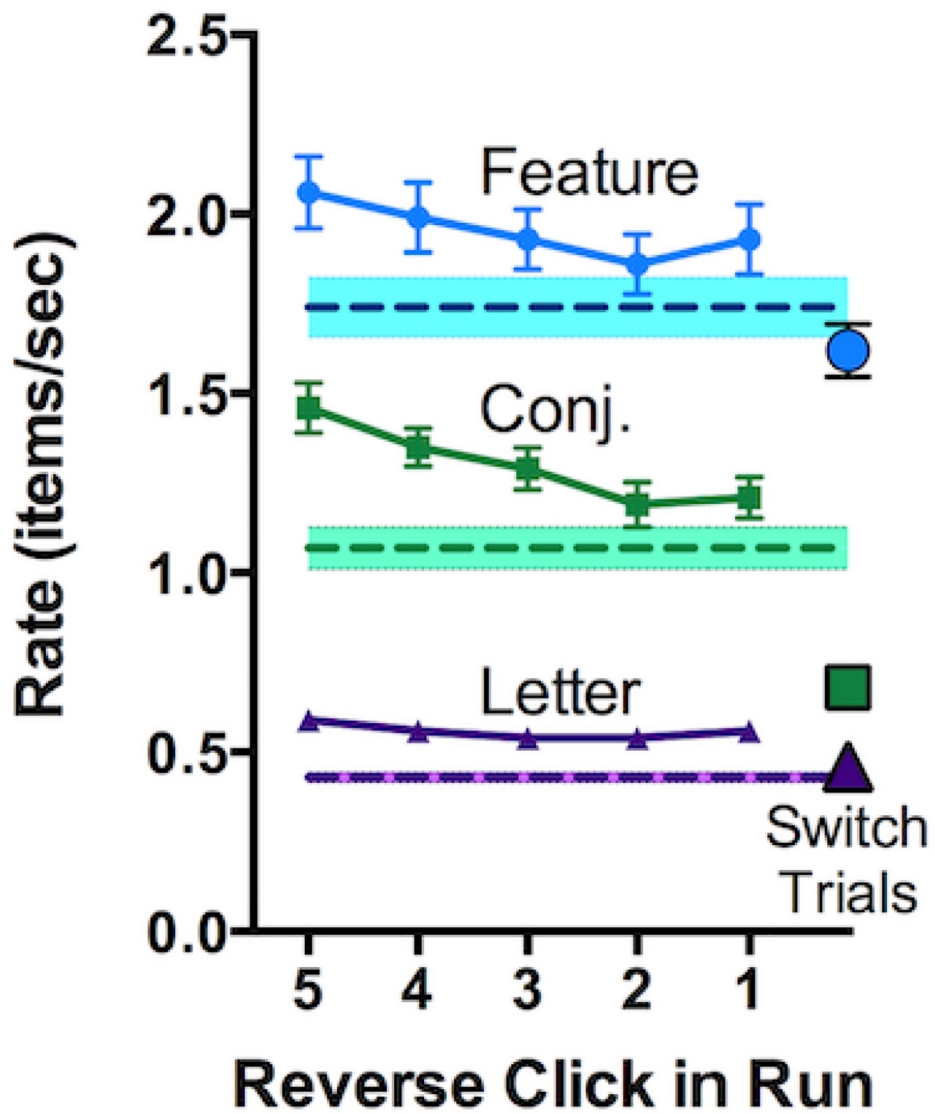 2.5
2.0
1.5
1.0
0.5
0.0
Rate (items/sec)
Feature
Conj.
Letter
Switch
Trials
5 4 3 2 1
Reverse Click in Run